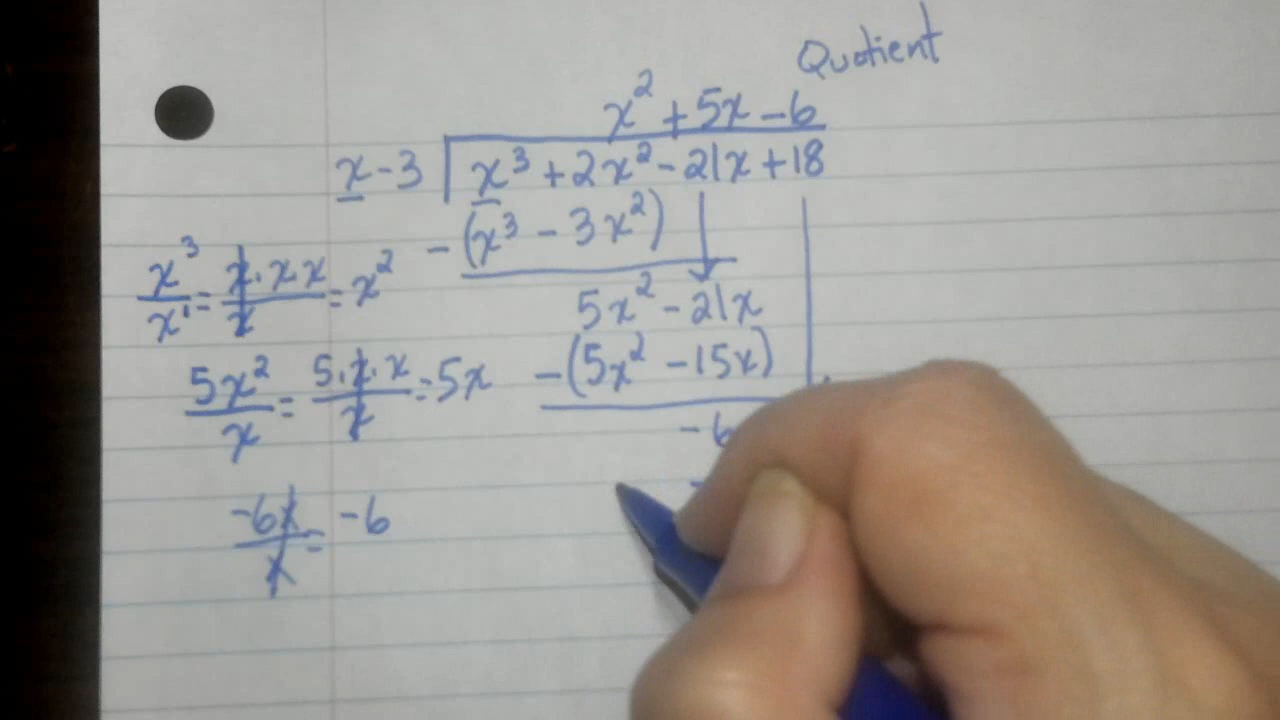 Quotient
x² + 5x - 6
x - 3 x³ + 2x² - 21x + 18
- (x³ - 3x²)
x³/x¹ = x·x·x/x = x²
5x² - 21x
5x²/x = 5·x·x/x = 5x
- (5x² - 15x)
- 6
-6x/x = -6